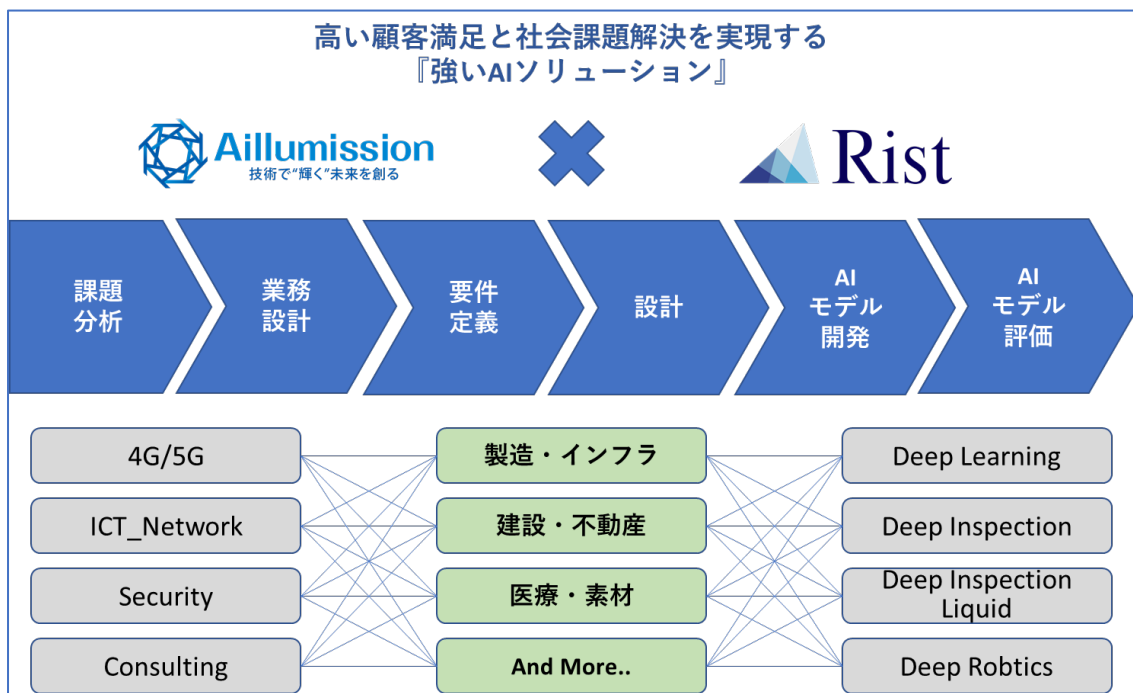 高い顧客満足と社会課題解決を実現する
『強いAIソリューション』
Aillumission
技術で“輝く”未来を創る
Rist
課題
分析
業務
設計
要件
定義
設計
AI
モデル
開発
AI
モデル
評価
4G/5G
製造・インフラ
Deep Learning
ICT_Network
建設・不動産
Deep Inspection
Security
医療・素材
Deep Inspection
Liquid
Consulting
And More..
Deep Robtics